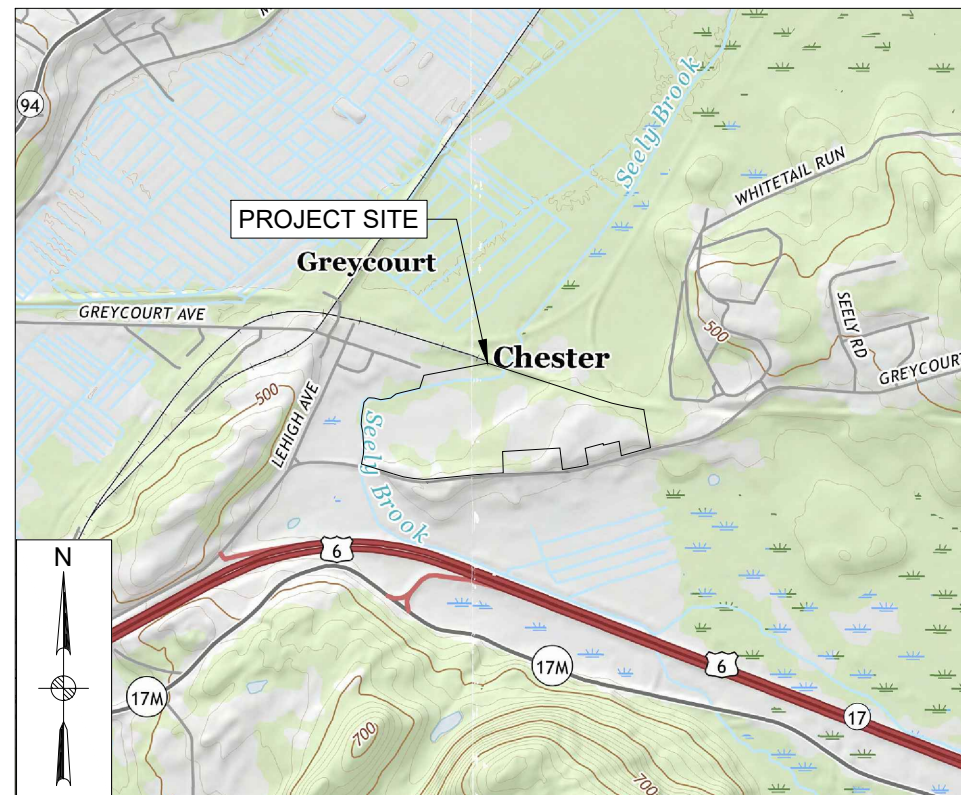 94
Seely Brook
WHITETAIL RUN
PROJECT SITE
Greycourt
GREYCOURT AVE
SEELY RD
500
Chester
GREYCOURT
500
LEHIGH AVE
Seely Brook
N
6
17M
6
17M
17
700
700